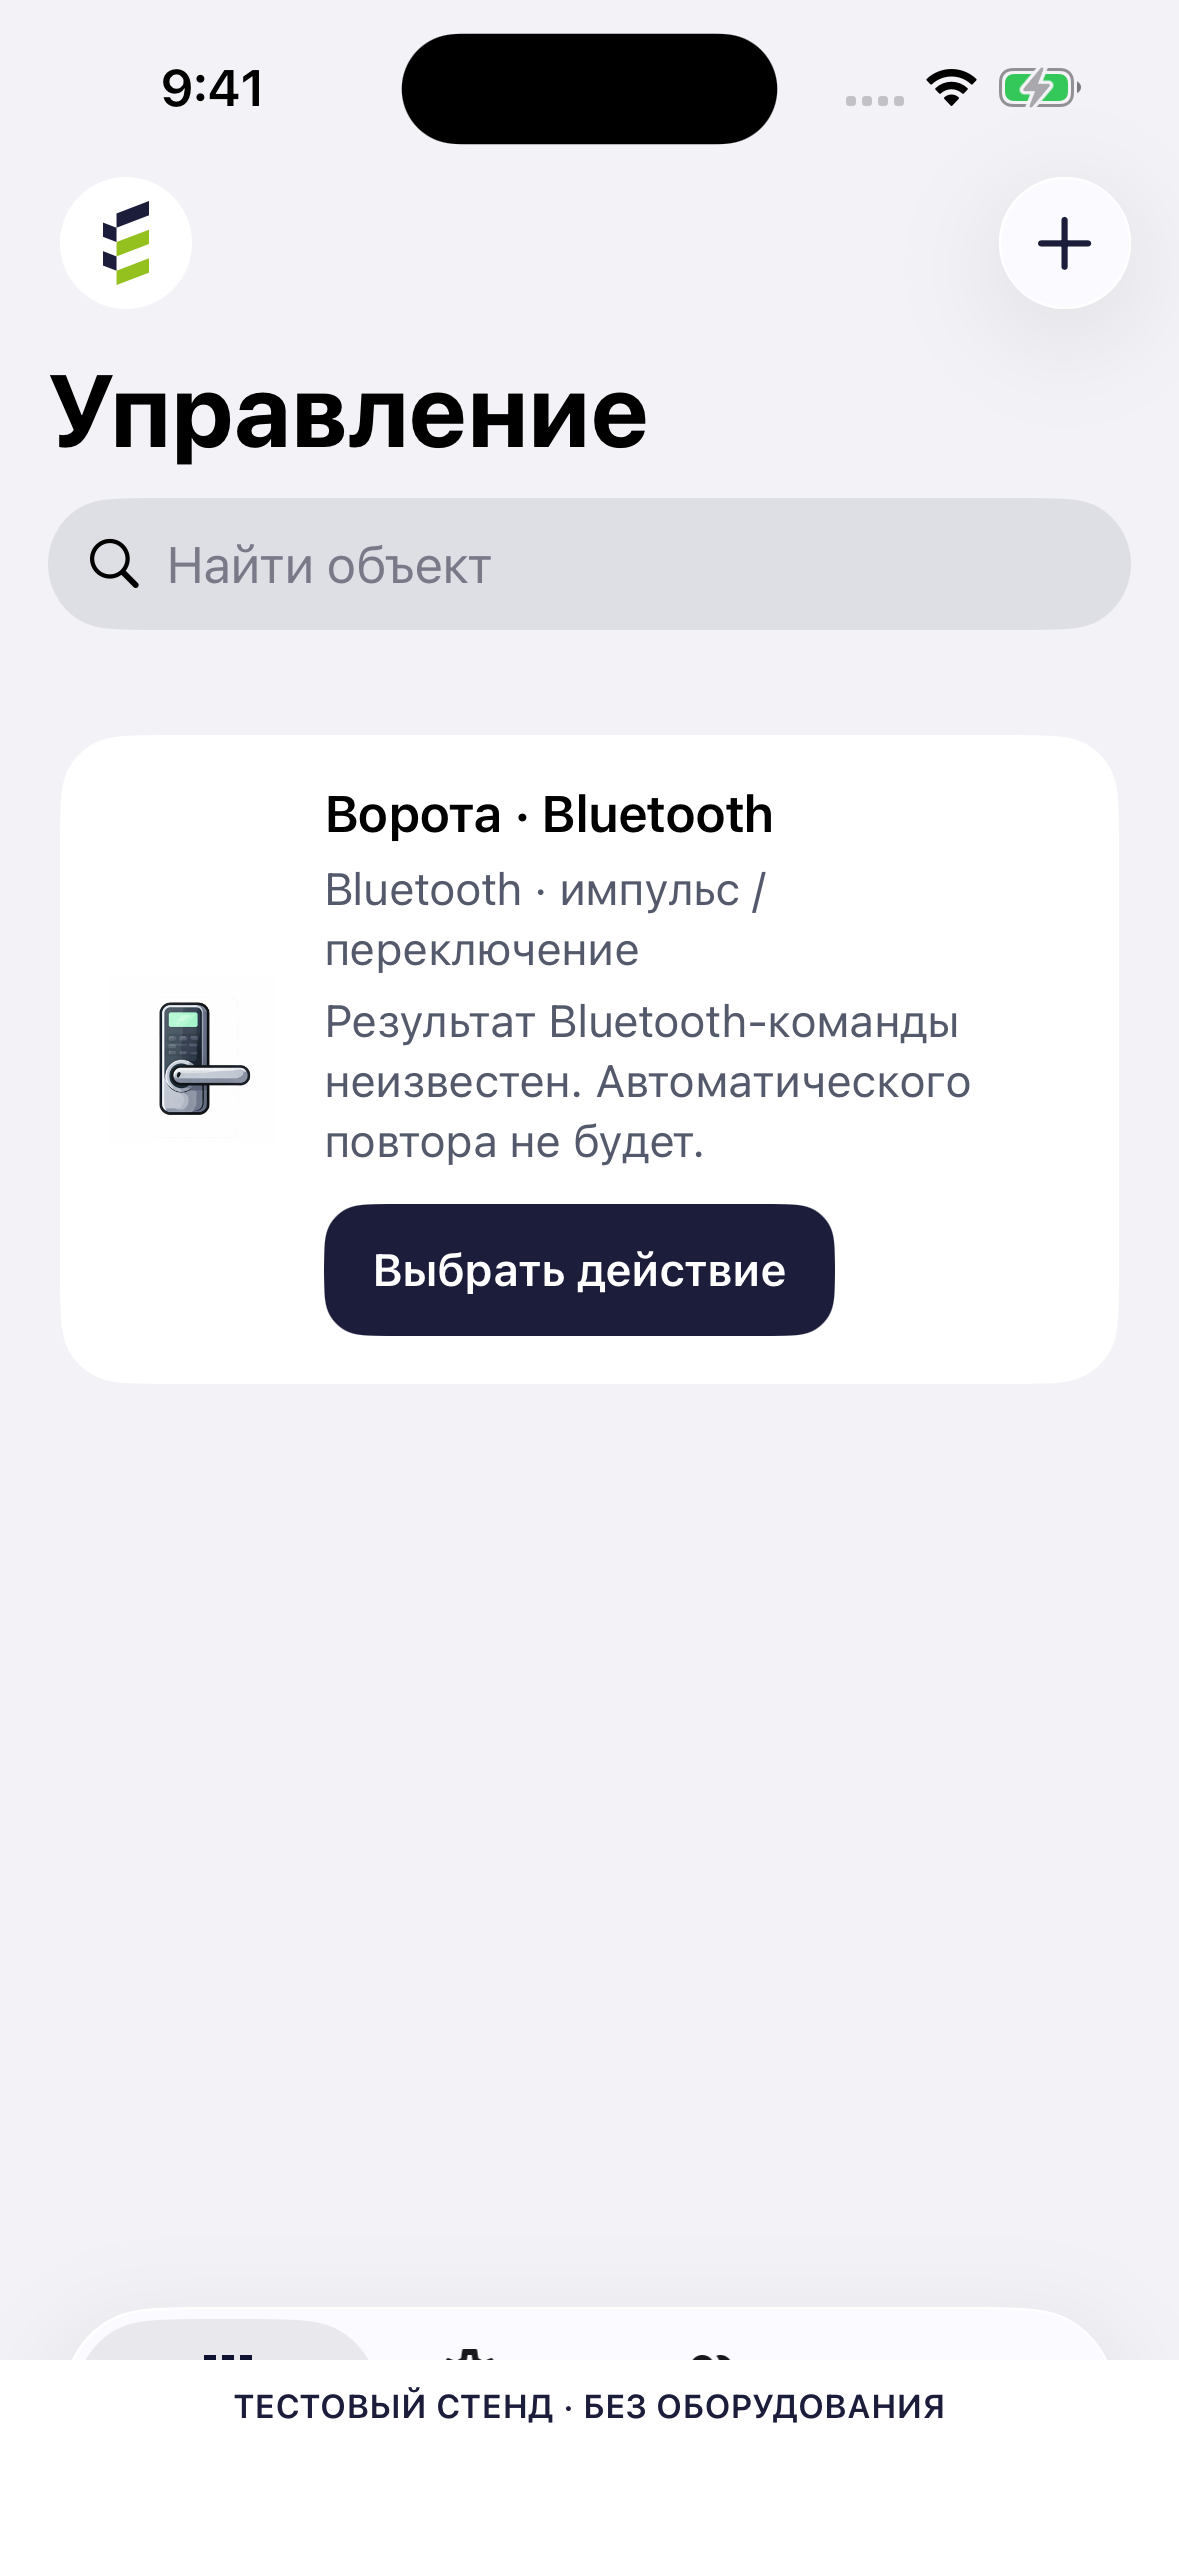 9:41
Управление
Найти объект
Ворота · Bluetooth
Bluetooth · импульс /
переключение
Результат Bluetooth-команды
неизвестен. Автоматического
повтора не будет.
Выбрать действие
ТЕСТОВЫЙ СТЕНД · БЕЗ ОБОРУДОВАНИЯ